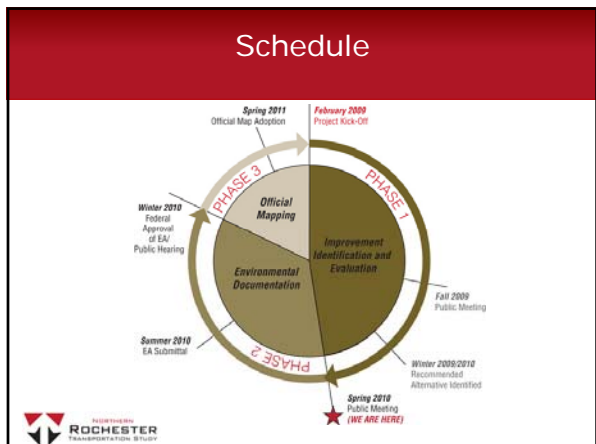 Schedule
Spring 2011
Official Map Adoption
February 2009
Project Kick-Off
PHASE 1
PHASE 3
Official
Mapping
Winter 2010
Federal
Approval
of EA/
Public Hearing
Improvement
Identification and
Evaluation
Environmental
Documentation
Fall 2009
Public Meeting
Summer 2010
EA Submittal
PHASE 2
Winter 2009/2010
Recommended
Alternative Identified
Spring 2010
Public Meeting
(WE ARE HERE)
NORTHERN
ROCHESTER
TRANSPORTATION STUDY